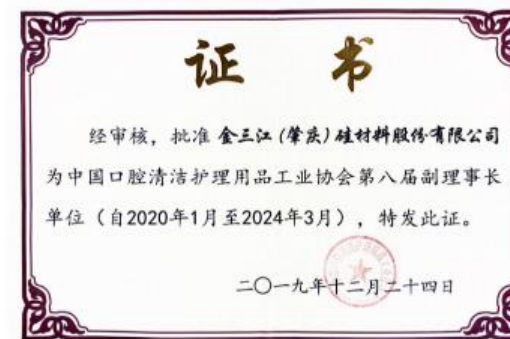 证书
经审核，批准 金三江（肇庆）硅材料股份有限公司
为中国口腔清洁护理用品工业协会第八届副理事长
单位（自2020年1月至2024年3月），特发此证。
二〇一九年十二月二十四日